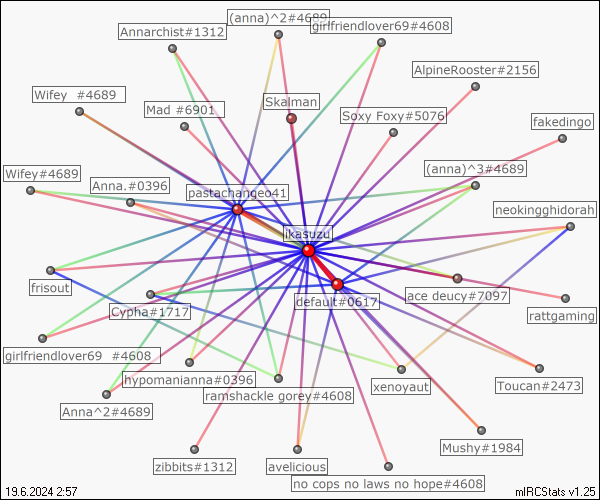 (anna)^2#4689
girlfriendlover69#4608
Annarchist#1312
AlpineRooster#2156
Wifey  #4689
Skalman
Mad #6901
Soxy Foxy#5076
fakedingo
Wifey#4689
(anna)^3#4689
Anna.#0396
pastachangeo41
neokingghidorah
ikasuzu
frisout
default#0617
ace deucy#7097
Cypha#1717
rattgaming
girlfriendlover69  #4608
hypomanianna#0396
xenoyaut
Toucan#2473
ramshackle gorey#4608
Anna^2#4689
Mushy#1984
zibbits#1312
avelicious
no cops no laws no hope#4608
19.6.2024 2:57
mIRCStats v1.25